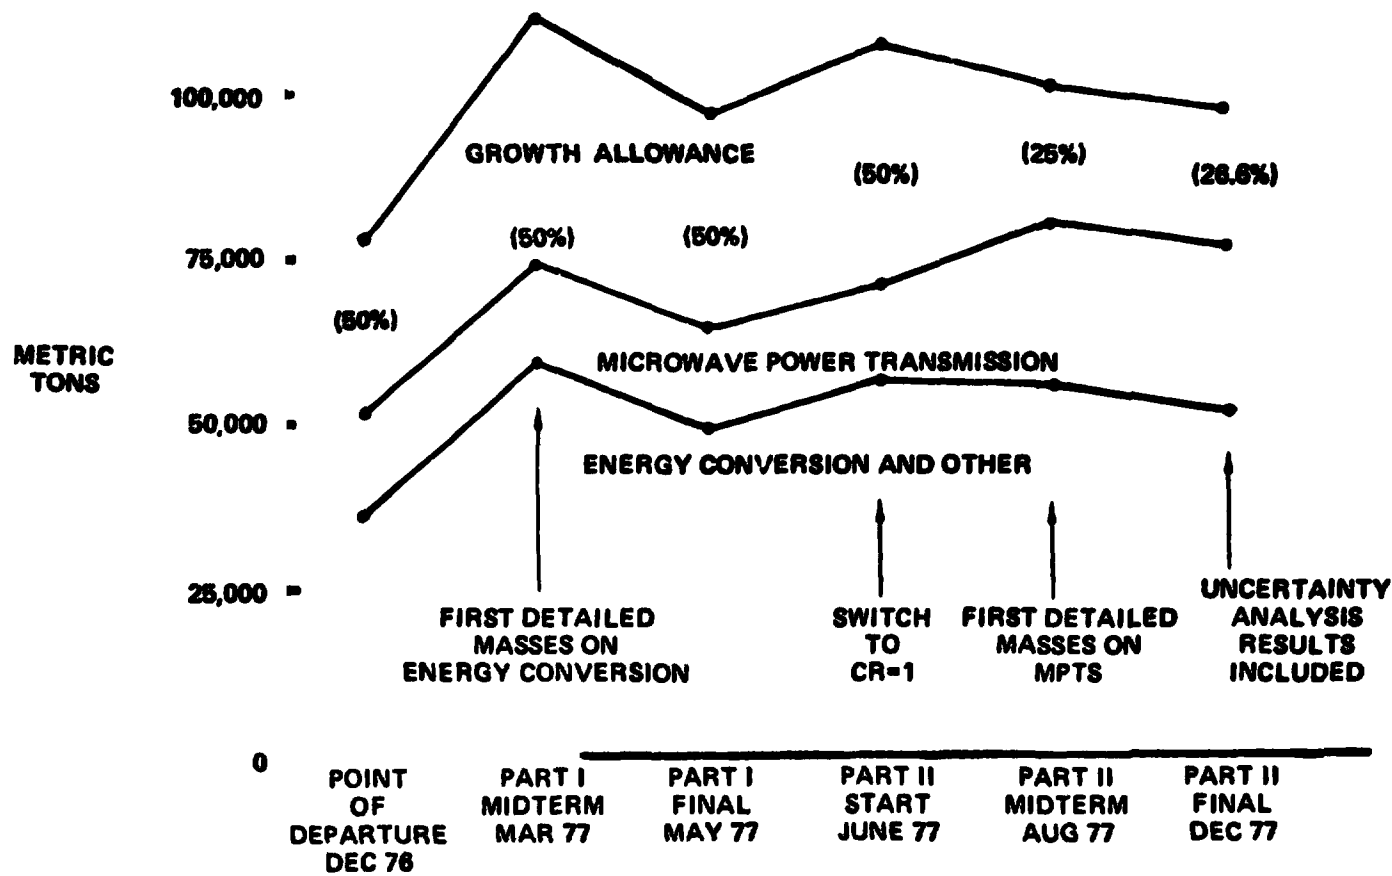 100,000
GROWTH ALLOWANCE
(50%)
(25%)
(26.6%)
(50%)
(50%)
75,000
(50%)
METRIC
TONS
MICROWAVE POWER TRANSMISSION
50,000
ENERGY CONVERSION AND OTHER
25,000
FIRST DETAILED
MASSES ON
ENERGY CONVERSION
SWITCH
TO
CR=1
FIRST DETAILED
MASSES ON
MPTS
UNCERTAINTY
ANALYSIS
RESULTS
INCLUDED
0
POINT
OF
DEPARTURE
DEC 76
PART I
MIDTERM
MAR 77
PART I
FINAL
MAY 77
PART II
START
JUNE 77
PART II
MIDTERM
AUG 77
PART II
FINAL
DEC 77